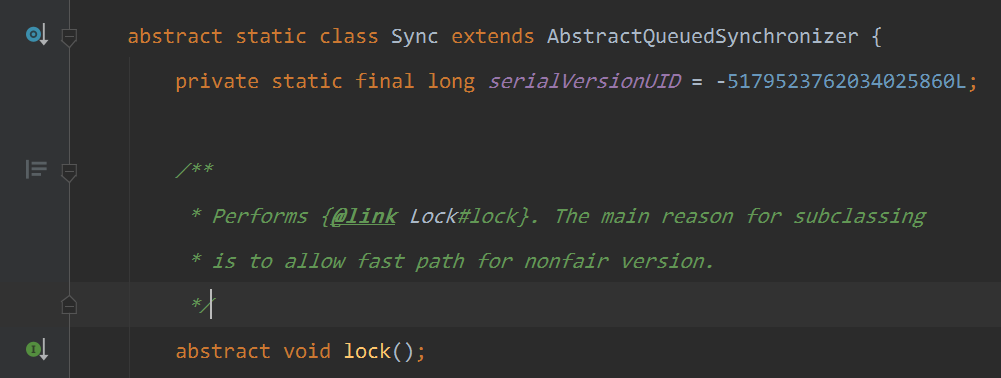 abstract static class Sync extends AbstractQueuedSynchronizer {
private static final long serialVersionUID = -5179523762034025860L;
/**
* Performs {@link Lock#lock}. The main reason for subclassing
* is to allow fast path for nonfair version.
*/
abstract void lock();